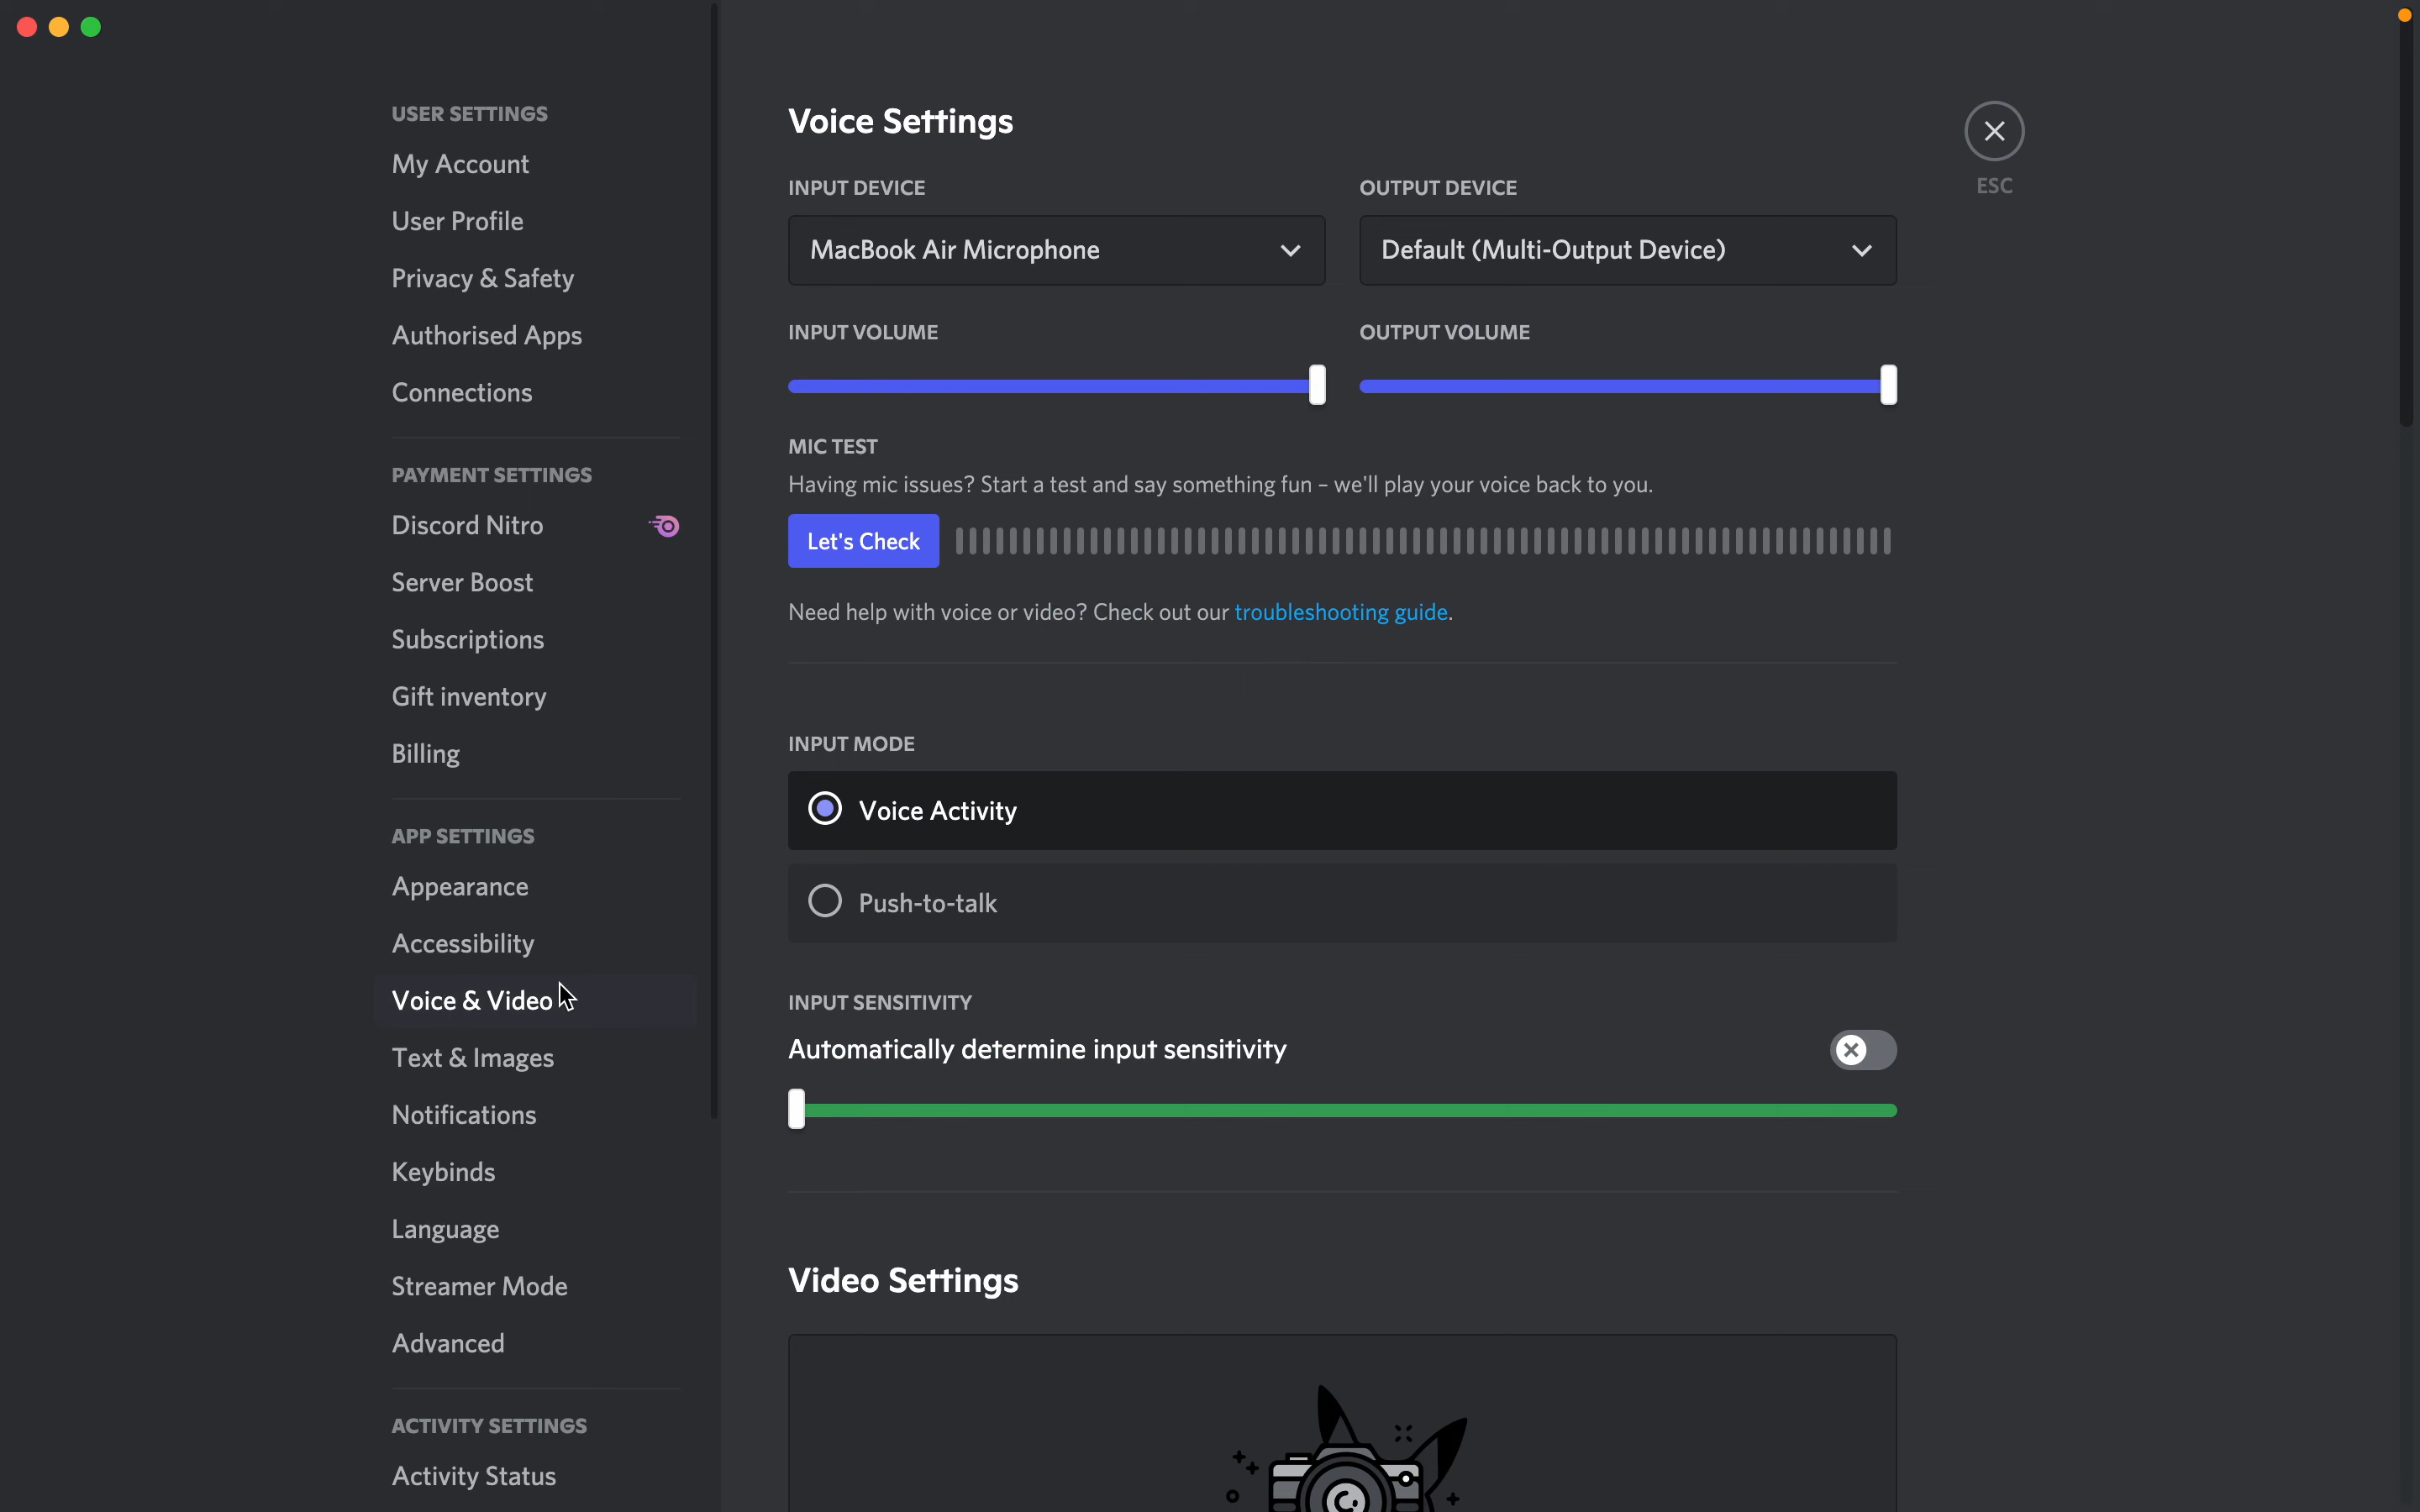 USER SETTINGS
My Account
User Profile
Privacy & Safety
Authorised Apps
Connections
PAYMENT SETTINGS
Discord Nitro
Server Boost
Subscriptions
Gift inventory
Billing
APP SETTINGS
Appearance
Accessibility
Voice & Video
Text & Images
Notifications
Keybinds
Language
Streamer Mode
Advanced
ACTIVITY SETTINGS
Activity Status
Voice Settings
INPUT DEVICE
MacBook Air Microphone
OUTPUT DEVICE
Default (Multi-Output Device)
INPUT VOLUME
OUTPUT VOLUME
MIC TEST
Having mic issues? Start a test and say something fun – we'll play your voice back to you.
Let's Check
Need help with voice or video? Check out our troubleshooting guide.
INPUT MODE
Voice Activity
Push-to-talk
INPUT SENSITIVITY
Automatically determine input sensitivity
Video Settings
ESC